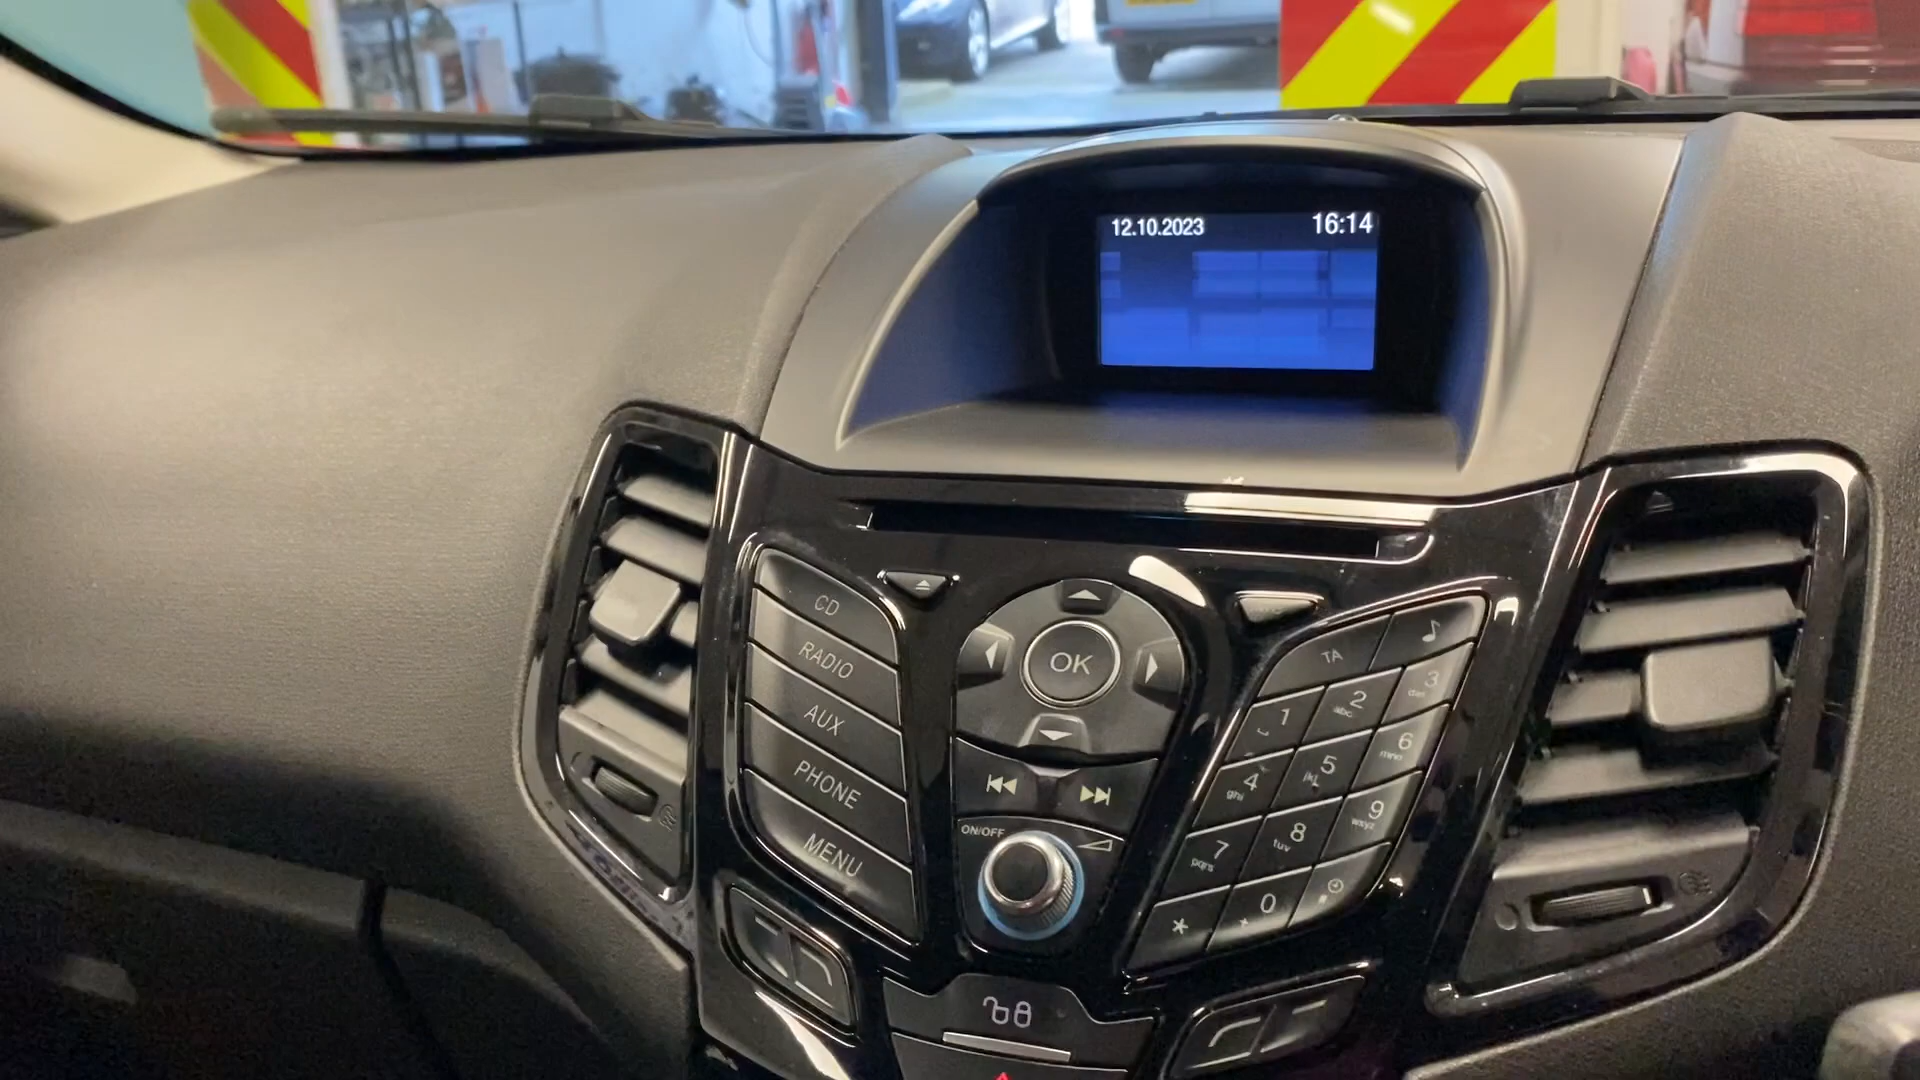 12.10.2023 16:14
CD
RADIO
AUX
PHONE
MENU
OK
ON/OFF
TA
1
2 abc
3 def
4 ghi
5 jkl
6 mno
7 pqrs
8 tuv
9 wxyz
*
0